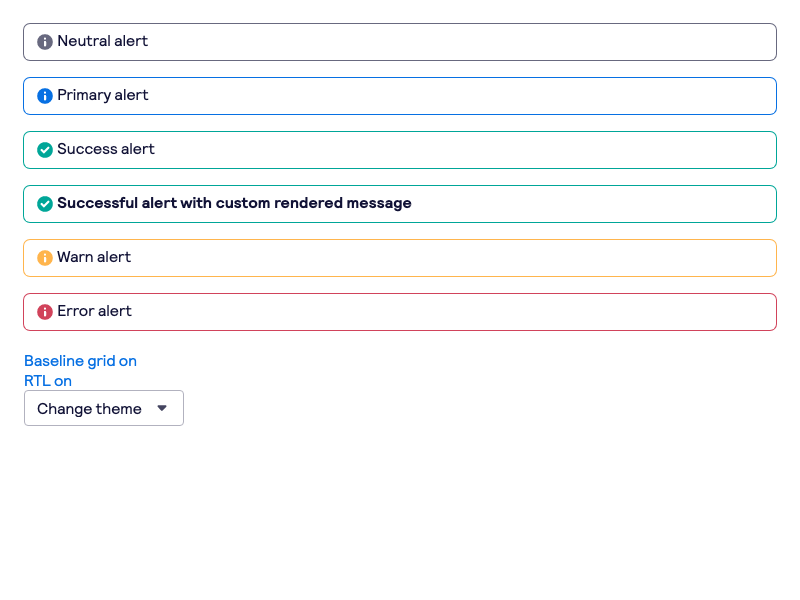 Neutral alert
Primary alert
Success alert
Successful alert with custom rendered message
Warn alert
Error alert
Baseline grid on
RTL on
Change theme